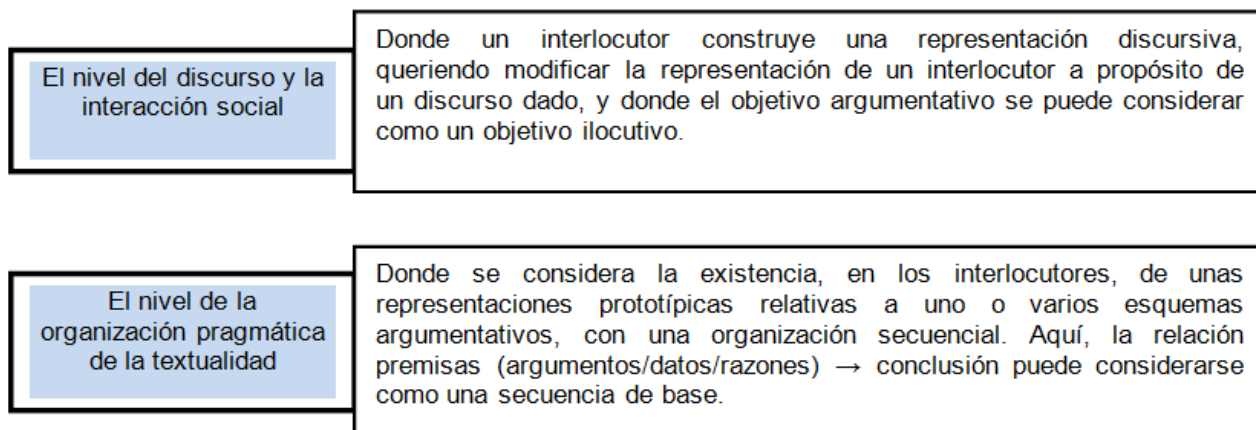 El nivel del discurso y la
interacción social
Donde un interlocutor construye una representación discursiva,
queriendo modificar la representación de un interlocutor a propósito de
un discurso dado, y donde el objetivo argumentativo se puede considerar
como un objetivo ilocutivo.
El nivel de la
organización pragmática
de la textualidad
Donde se considera la existencia, en los interlocutores, de unas
representaciones prototípicas relativas a uno o varios esquemas
argumentativos, con una organización secuencial. Aquí, la relación
premisas (argumentos/datos/razones) → conclusión puede considerarse
como una secuencia de base.